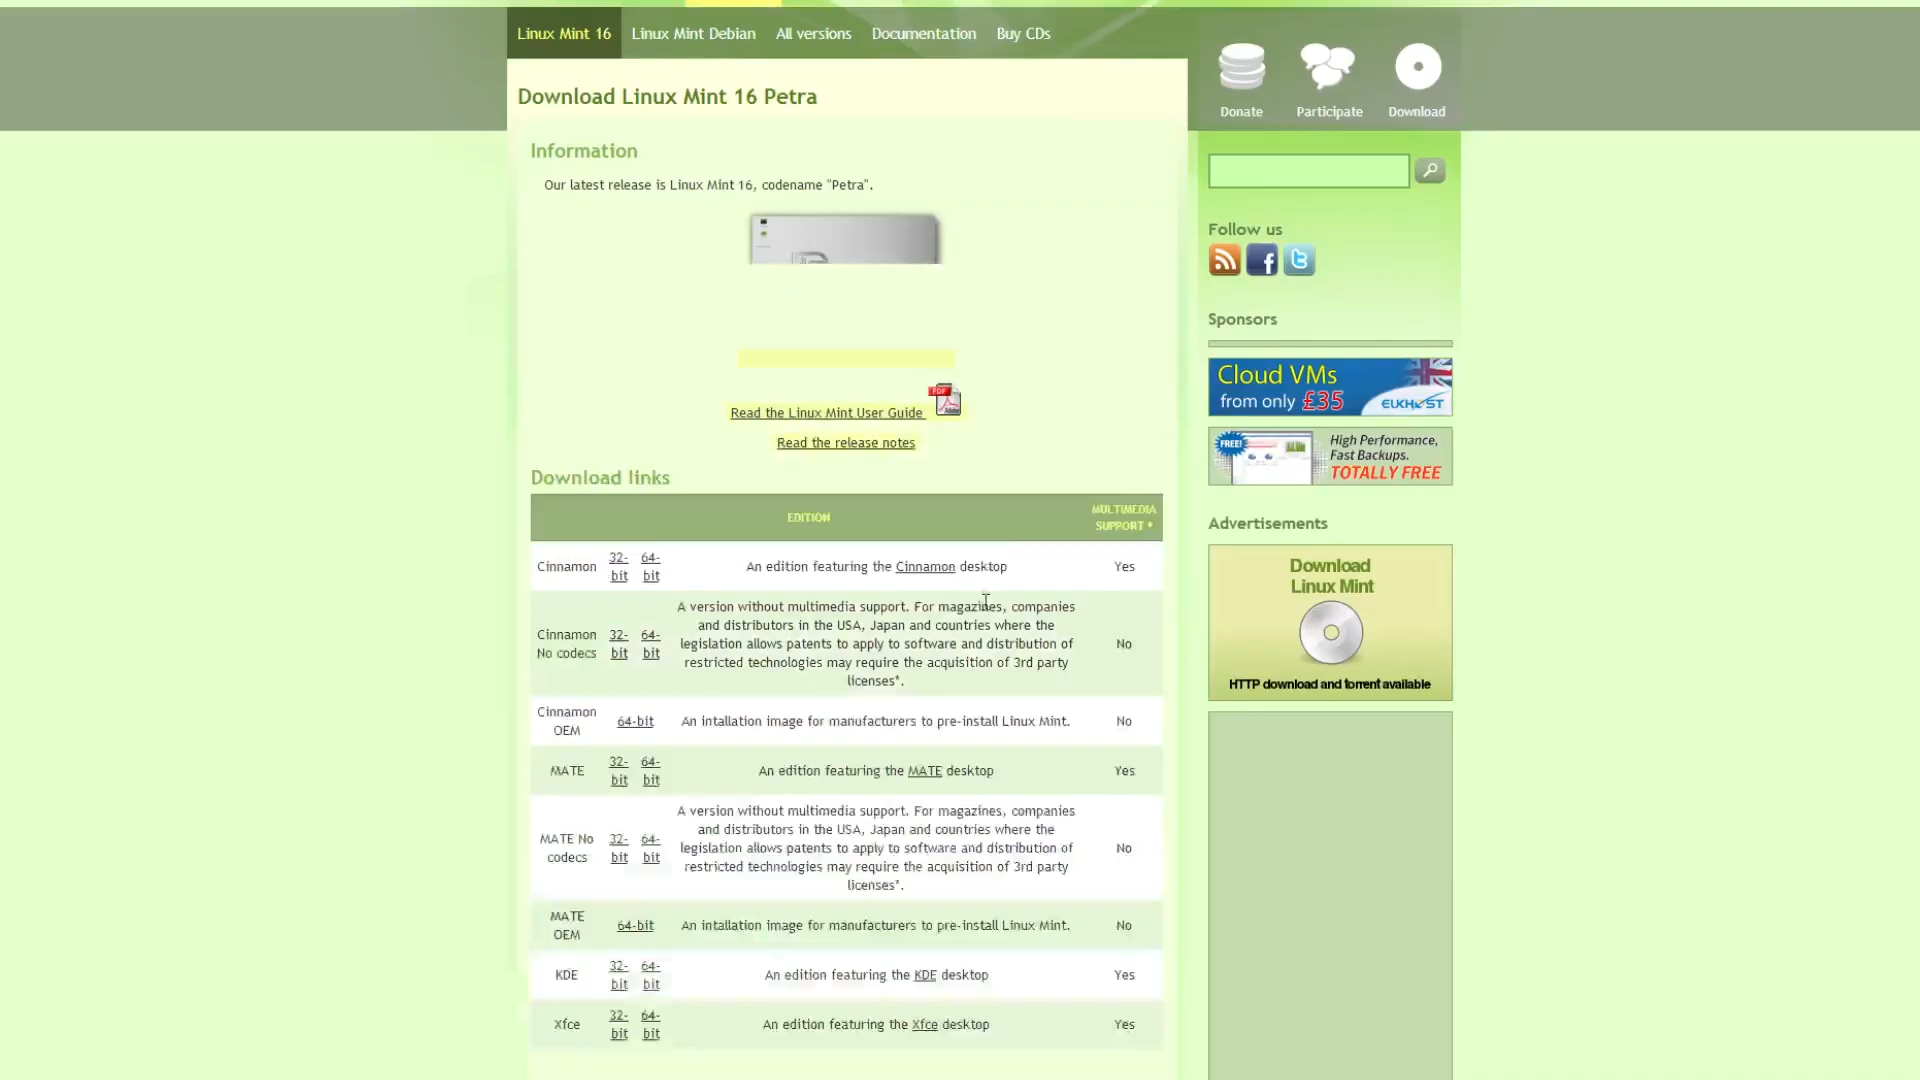 Linux Mint 16 Linux Mint Debian All versions Documentation Buy CDs
Donate Participate Download
Download Linux Mint 16 Petra
Information
Our latest release is Linux Mint 16, codename "Petra".
Read the Linux Mint User Guide
PDF
Adobe
Read the release notes
Download links
EDITION
MULTIMEDIA
SUPPORT *
Cinnamon 32-bit 64-bit An edition featuring the Cinnamon desktop Yes
Cinnamon
No codecs
32-bit 64-bit
A version without multimedia support. For magazines, companies
and distributors in the USA, Japan and countries where the
legislation allows patents to apply to software and distribution of
restricted technologies may require the acquisition of 3rd party
licenses*.
No
Cinnamon
OEM
64-bit An intallation image for manufacturers to pre-install Linux Mint. No
MATE 32-bit 64-bit An edition featuring the MATE desktop Yes
MATE No
codecs
32-bit 64-bit
A version without multimedia support. For magazines, companies
and distributors in the USA, Japan and countries where the
legislation allows patents to apply to software and distribution of
restricted technologies may require the acquisition of 3rd party
licenses*.
No
MATE
OEM
64-bit An intallation image for manufacturers to pre-install Linux Mint. No
KDE 32-bit 64-bit An edition featuring the KDE desktop Yes
Xfce 32-bit 64-bit An edition featuring the Xfce desktop Yes
Follow us
Sponsors
Cloud VMs
from only £35
EUKHOST
FREE!
High Performance,
Fast Backups.
TOTALLY FREE
Advertisements
Download
Linux Mint
HTTP download and torrent available